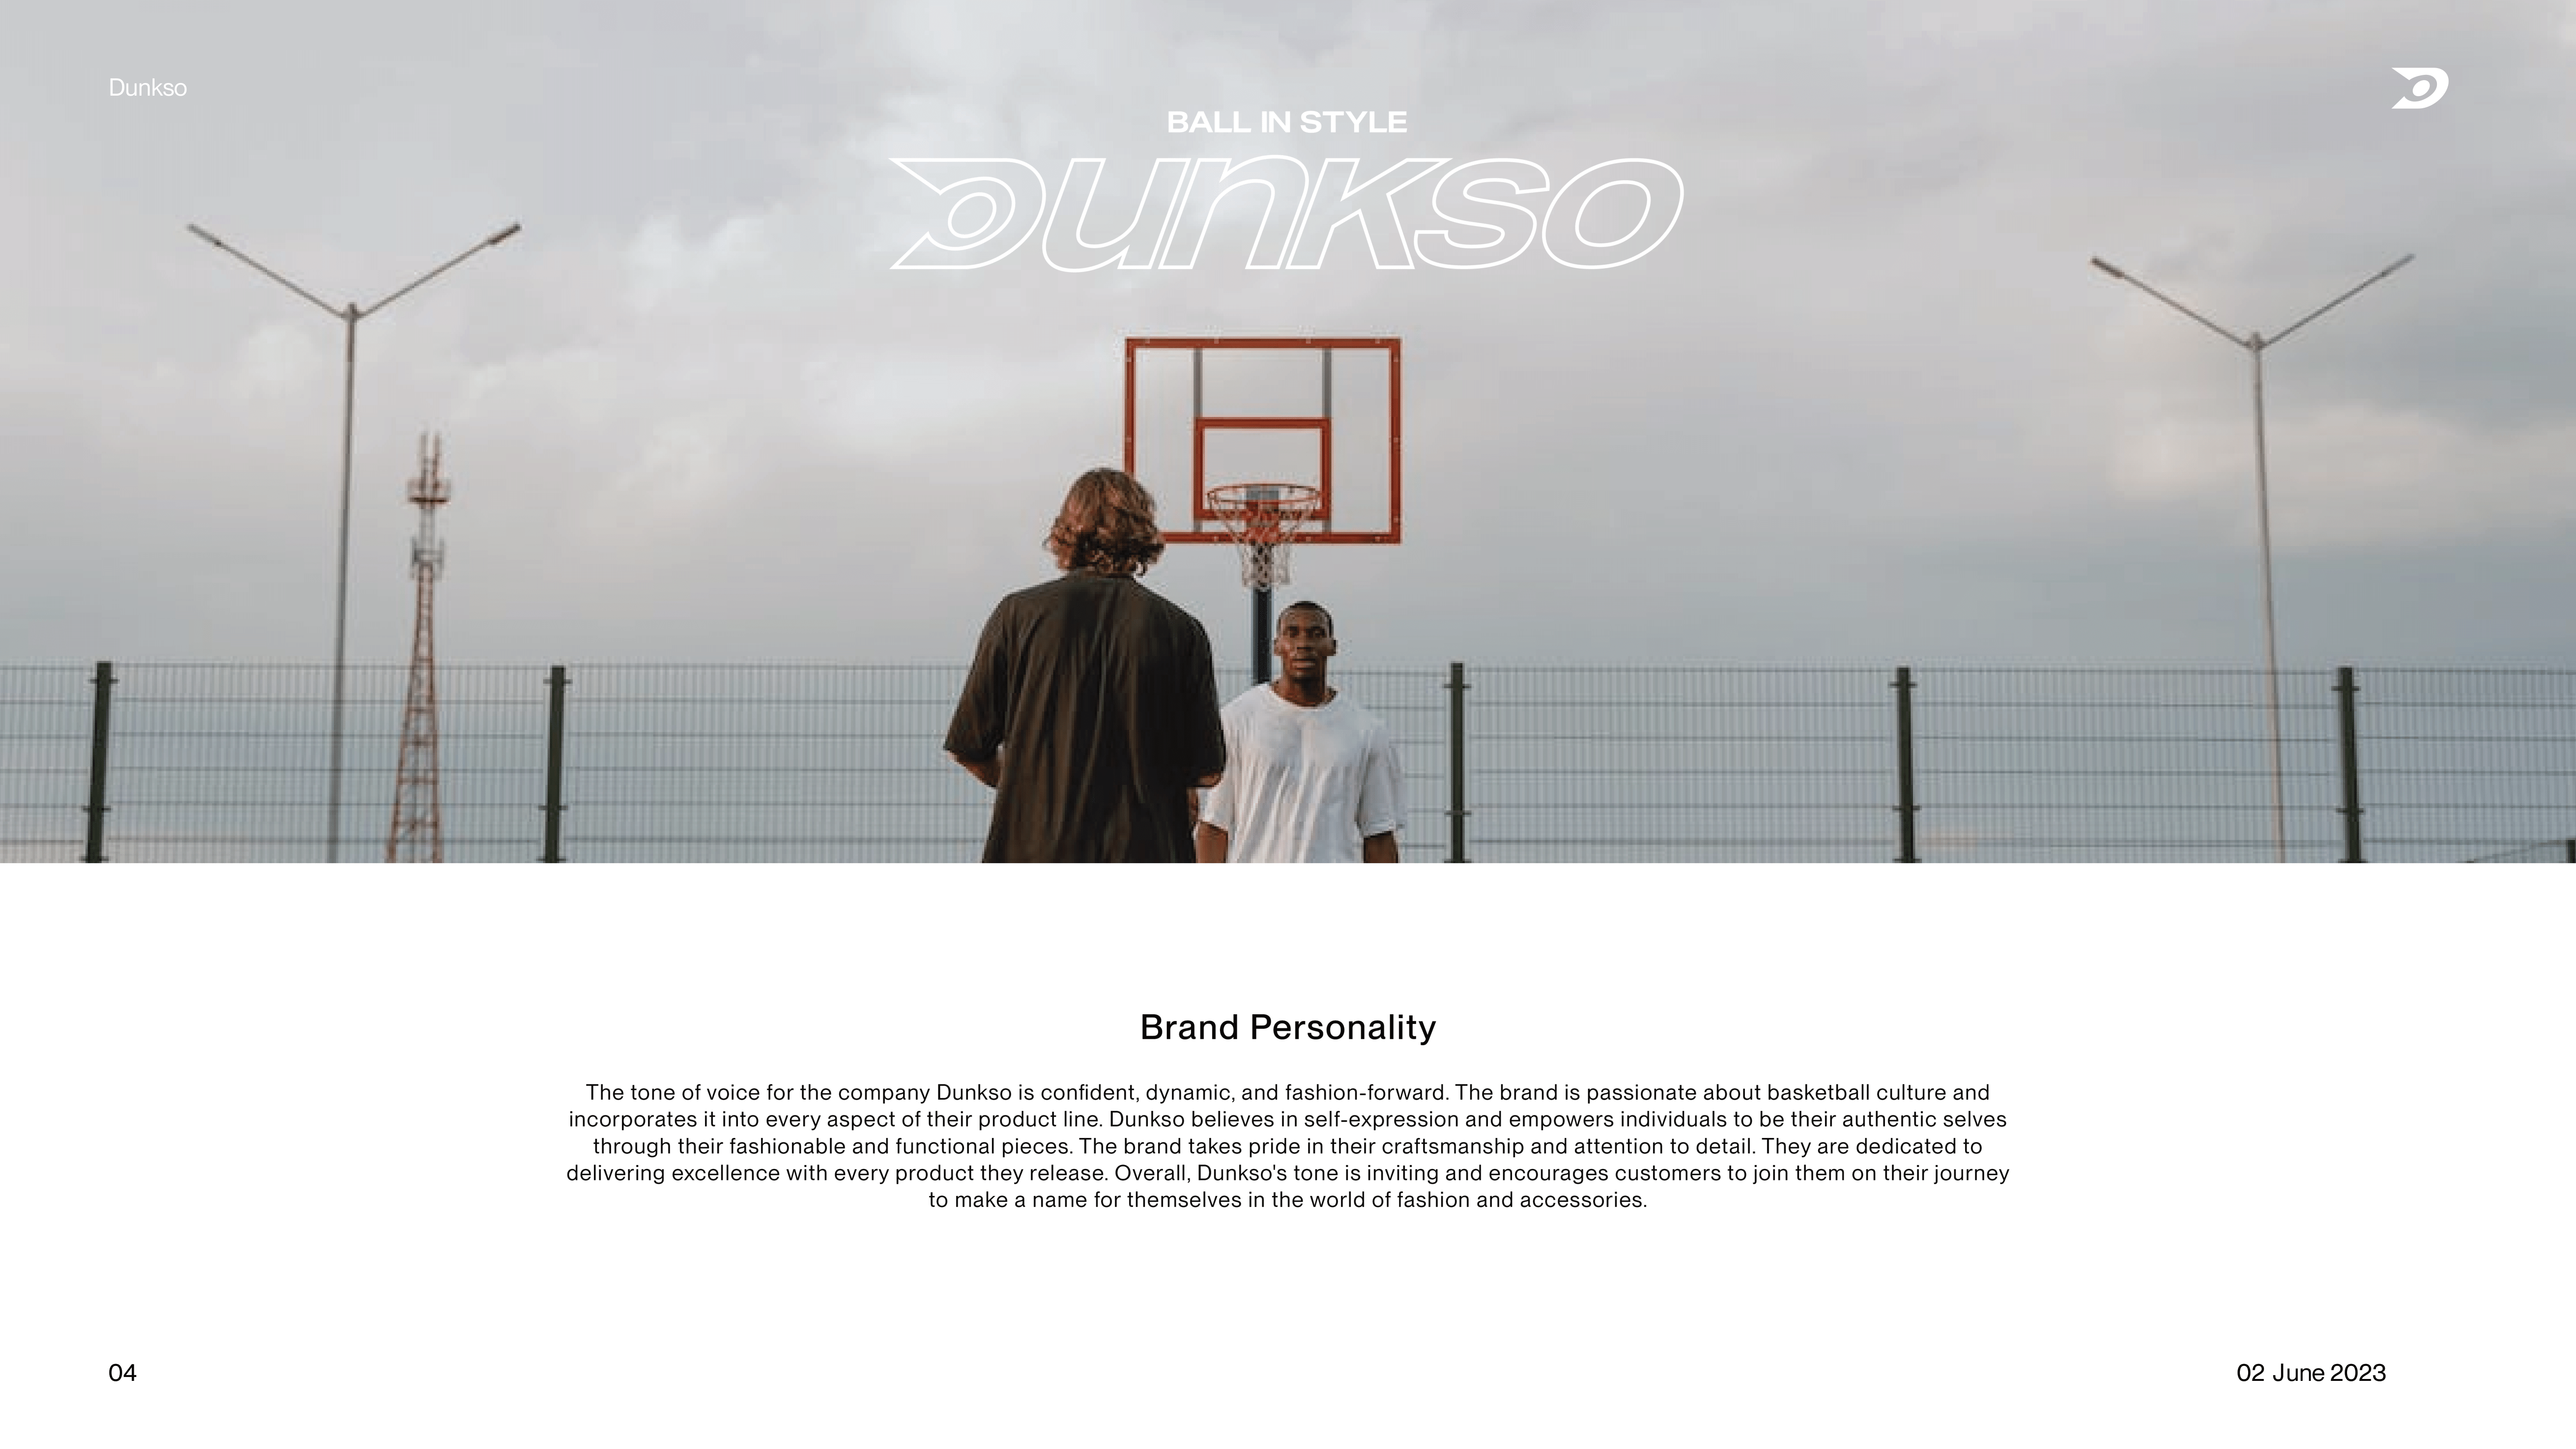 Dunkso
BALL IN STYLE
DUNKSO
Brand Personality
The tone of voice for the company Dunkso is confident, dynamic, and fashion-forward. The brand is passionate about basketball culture and
incorporates it into every aspect of their product line. Dunkso believes in self-expression and empowers individuals to be their authentic selves
through their fashionable and functional pieces. The brand takes pride in their craftsmanship and attention to detail. They are dedicated to
delivering excellence with every product they release. Overall, Dunkso's tone is inviting and encourages customers to join them on their journey
to make a name for themselves in the world of fashion and accessories.
04
02 June 2023